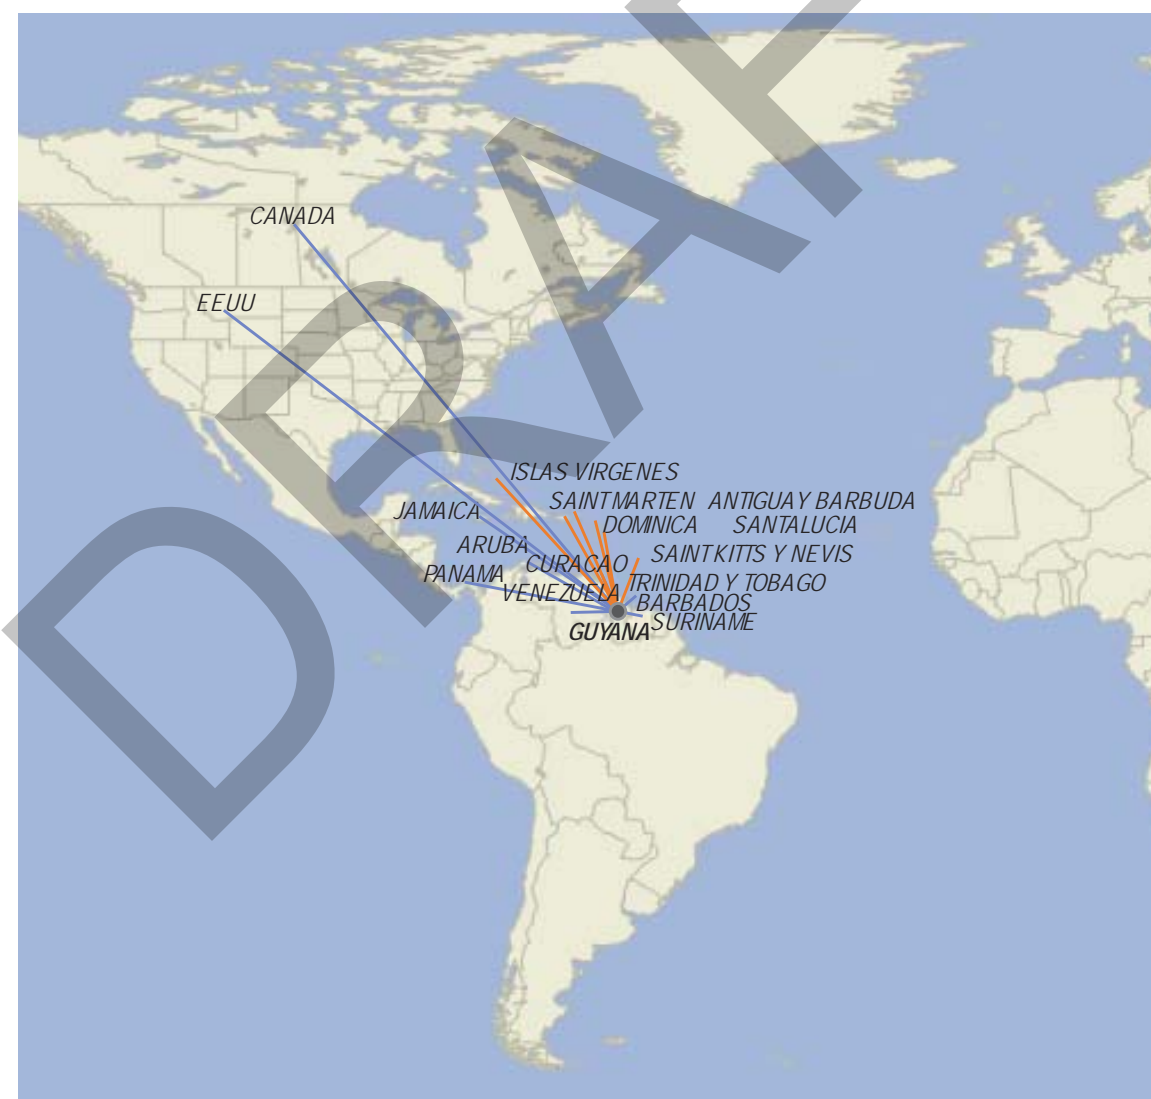 CANADA
EEUU
ISLAS VIRGENES
SAINT MARTEN ANTIGUA Y BARBUDA
JAMAICA
DOMINICA SANTA LUCIA
ARUBA
SAINT KITTS Y NEVIS
CURACAO
PANAMA
TRINIDAD Y TOBAGO
VENEZUELA
BARBADOS
SURINAME
GUYANA
DRAF